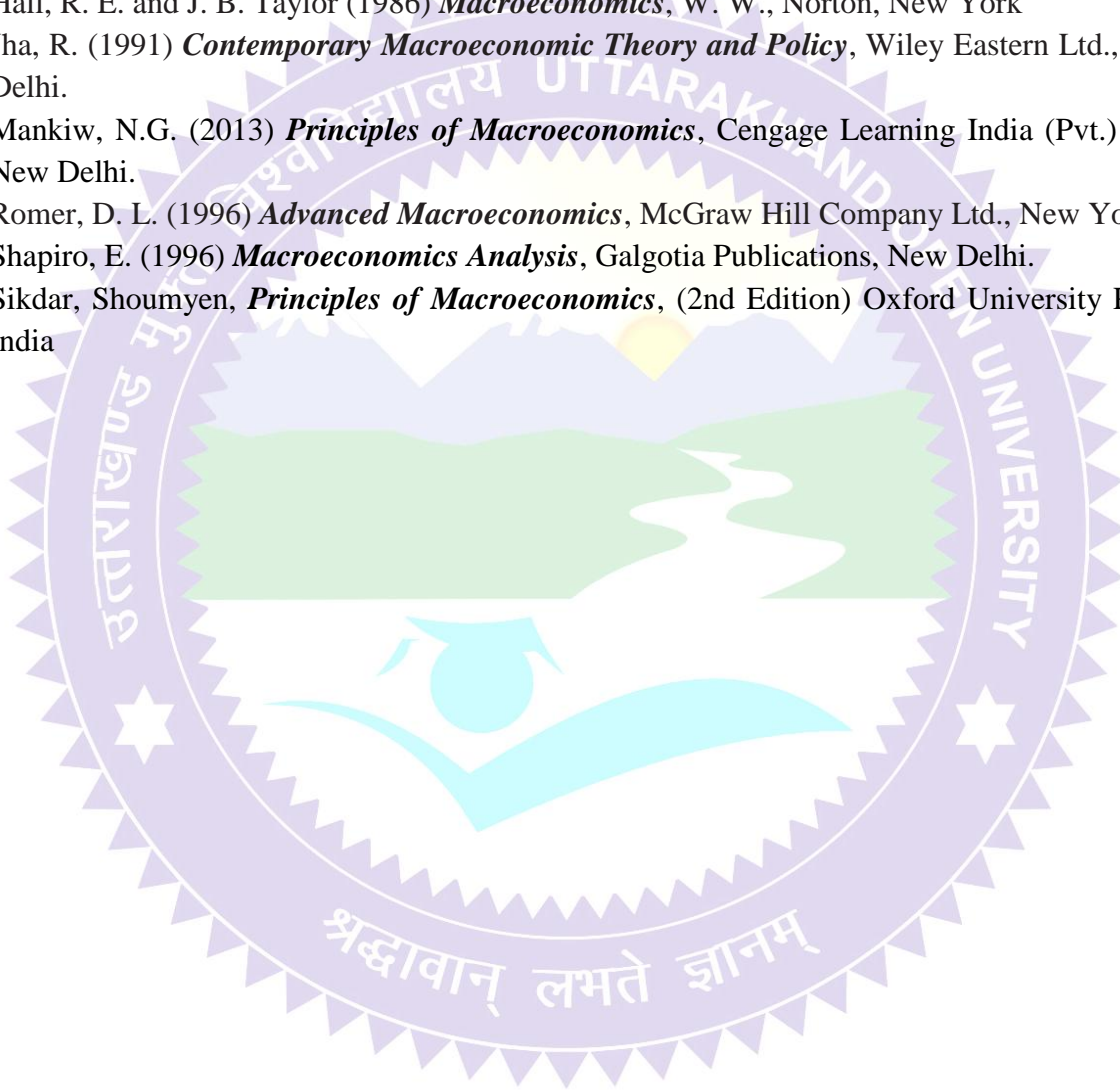 Hall, R. E. and J. B. Taylor (1986) Macroeconomics, W. W., Norton, New York
ha, R. (1991) Contemporary Macroeconomic Theory and Policy, Wiley Eastern Ltd.,
Delhi.
Mankiw, N.G. (2013) Principles of Macroeconomics, Cengage Learning India (Pvt.)
New Delhi.
Romer, D. L. (1996) Advanced Macroeconomics, McGraw Hill Company Ltd., New Yo
Shapiro, E. (1996) Macroeconomics Analysis, Galgotia Publications, New Delhi.
Sikdar, Shoumyen, Principles of Macroeconomics, (2nd Edition) Oxford University
ndia
उत्तराखण्ड मुक्त विश्वविद्यालय UTTARAKHAND OPEN UNIVERSITY
श्रद्धावान् लभते ज्ञानम्